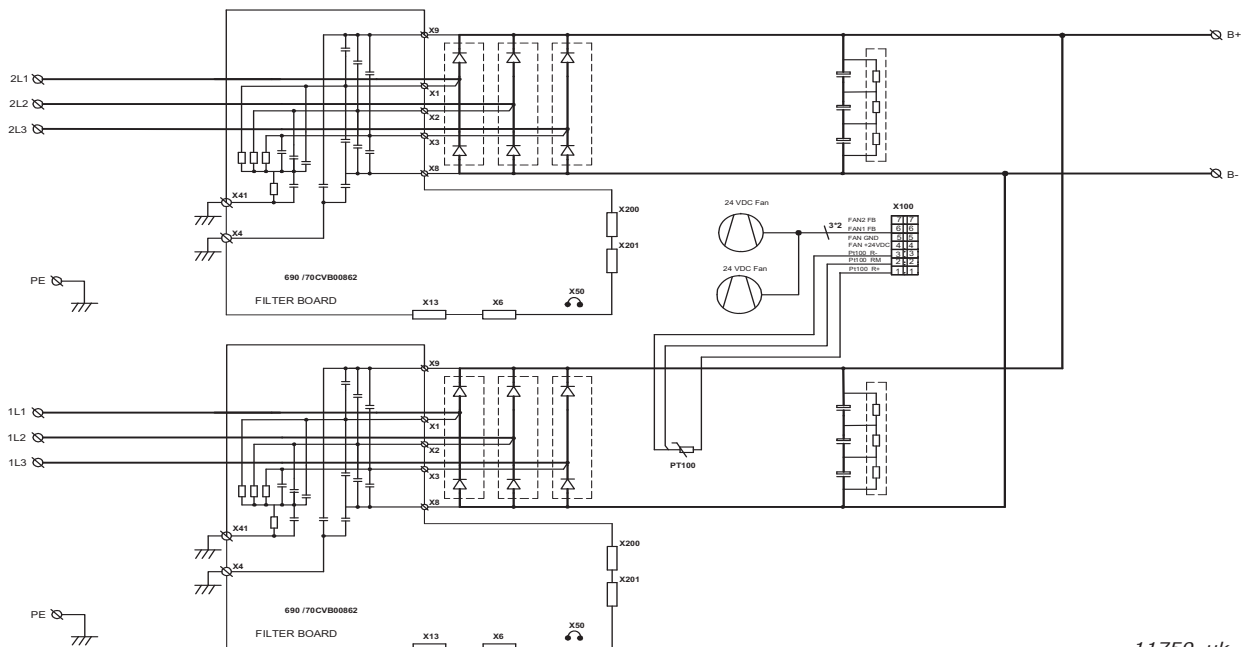 X9
B+
2L1
X1
2L2
X2
2L3
X3
X8
B-
X41
X200
24 VDC Fan
X100
FAN2 FB 7 7
3*2 FAN1 FB 6 6
FAN GND 5 5
FAN +24VDC 4 4
Pt100 R- 3 3
Pt100 RM 2 2
Pt100 R+ 1 1
X4
X201
24 VDC Fan
PE
690 /70CVB00862
FILTER BOARD
X13
X6
X50
X9
1L1
X1
1L2
X2
1L3
X3
PT100
X8
X41
X200
X4
X201
PE
690 /70CVB00862
FILTER BOARD
X13
X6
X50